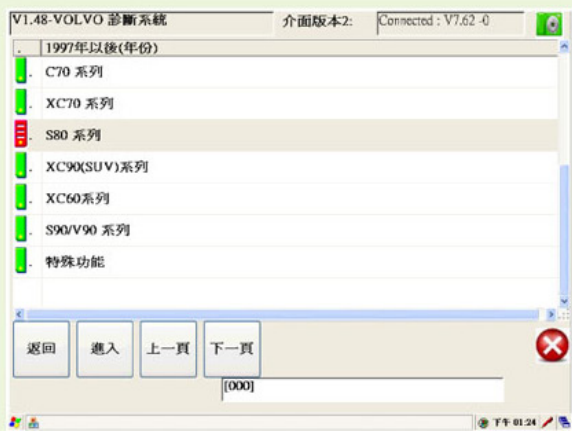 V1.48-VOLVO 診斷系統 介面版本2: Connected : V7.62 -0
. 1997年以後(年份)
. C70 系列
. XC70 系列
. S80 系列
. XC90(SUV)系列
. XC60系列
. S90/V90 系列
. 特殊功能
返回 進入 上一頁 下一頁
[000]
下午 01:24